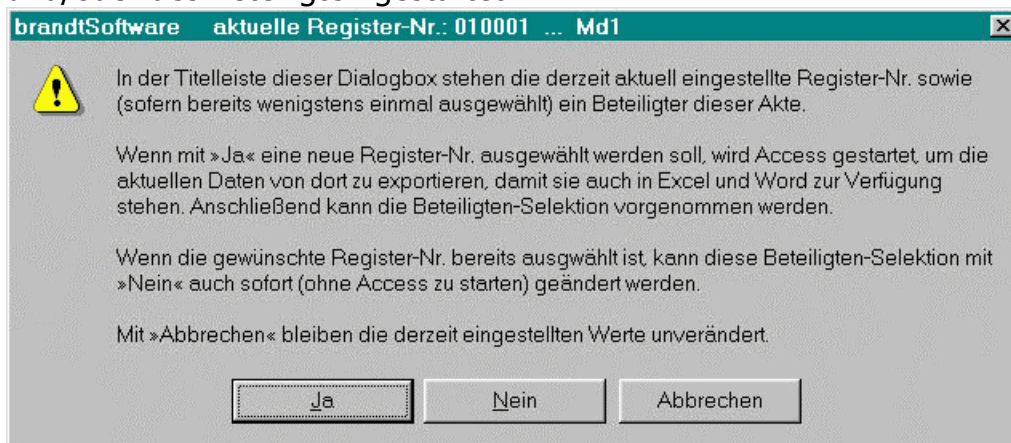 brandtSoftware aktuelle Register-Nr.: 010001 ... Md1
In der Titelleiste dieser Dialogbox stehen die derzeit aktuell eingestellte Register-Nr. sowie
(sofern bereits wenigstens einmal ausgewählt) ein Beteiligter dieser Akte.
Wenn mit »Ja« eine neue Register-Nr. ausgewählt werden soll, wird Access gestartet, um die
aktuellen Daten von dort zu exportieren, damit sie auch in Excel und Word zur Verfügung
stehen. Anschließend kann die Beteiligten-Selektion vorgenommen werden.
Wenn die gewünschte Register-Nr. bereits ausgwählt ist, kann diese Beteiligten-Selektion mit
»Nein« auch sofort (ohne Access zu starten) geändert werden.
Mit »Abbrechen« bleiben die derzeit eingestellten Werte unverändert.
Ja Nein Abbrechen